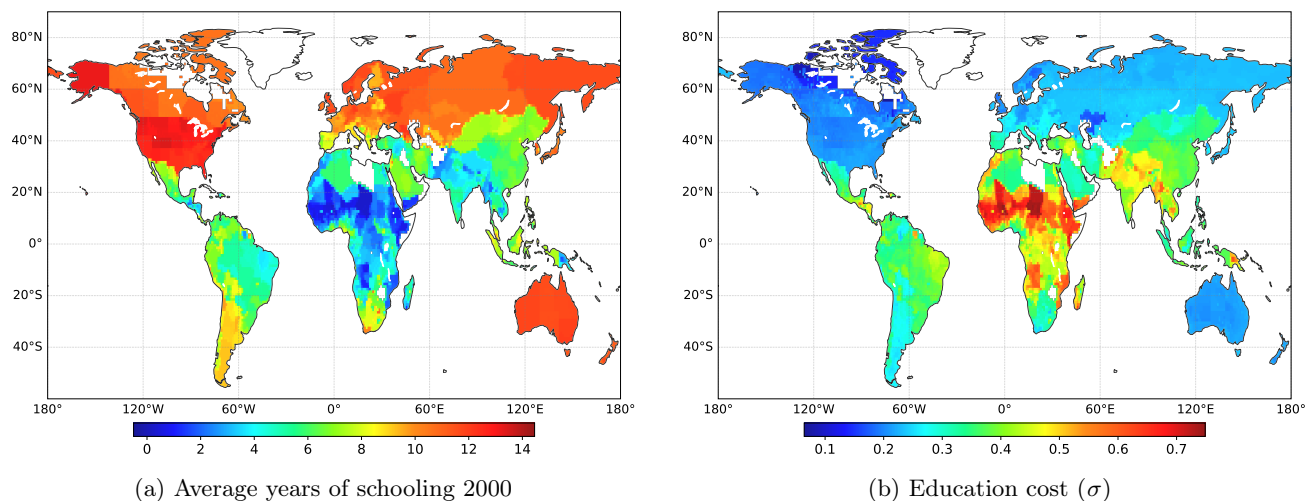 80°N
60°N
40°N
20°N
0°
20°S
40°S
180° 120°W 60°W 0° 60°E 120°E 180°
0 2 4 6 8 10 12 14
(a) Average years of schooling 2000
80°N
60°N
40°N
20°N
0°
20°S
40°S
180° 120°W 60°W 0° 60°E 120°E 180°
0.1 0.2 0.3 0.4 0.5 0.6 0.7
(b) Education cost (σ)